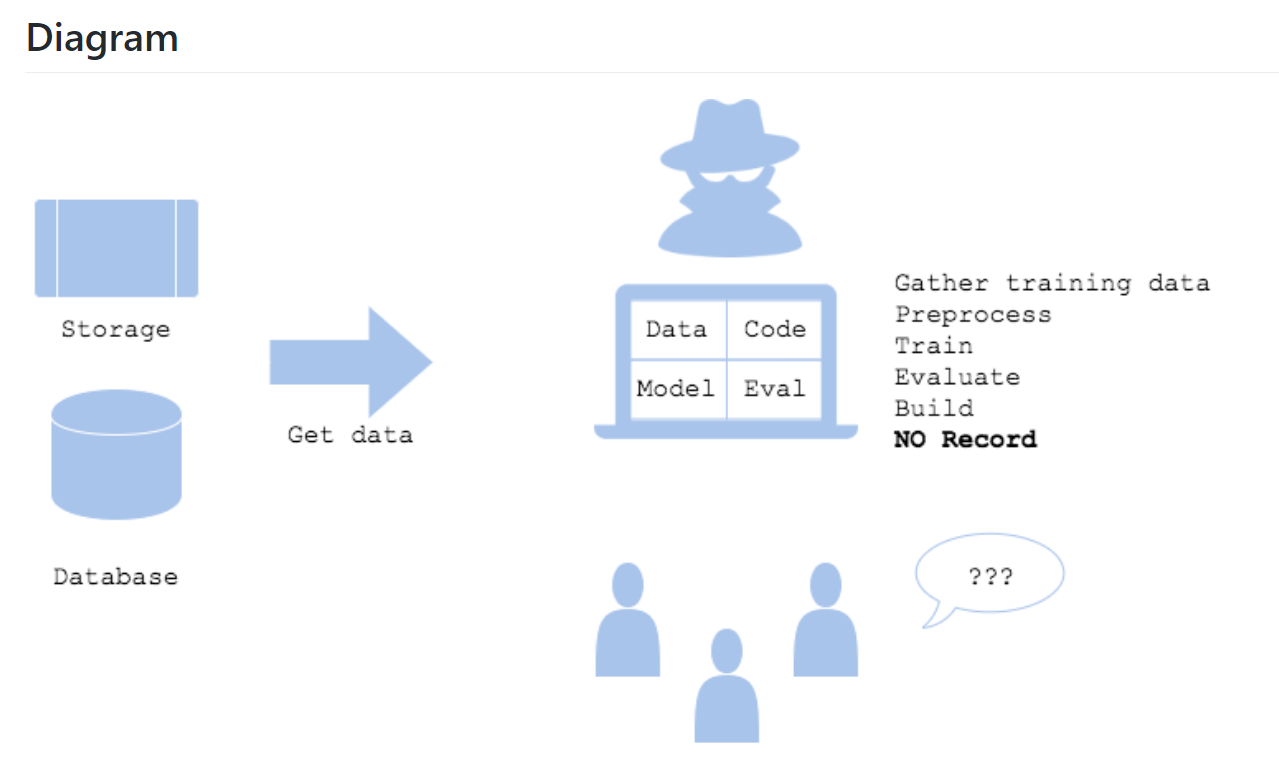 Diagram
Storage
Database
Get data
Data
Code
Model
Eval
Gather training data
Preprocess
Train
Evaluate
Build
NO Record
???